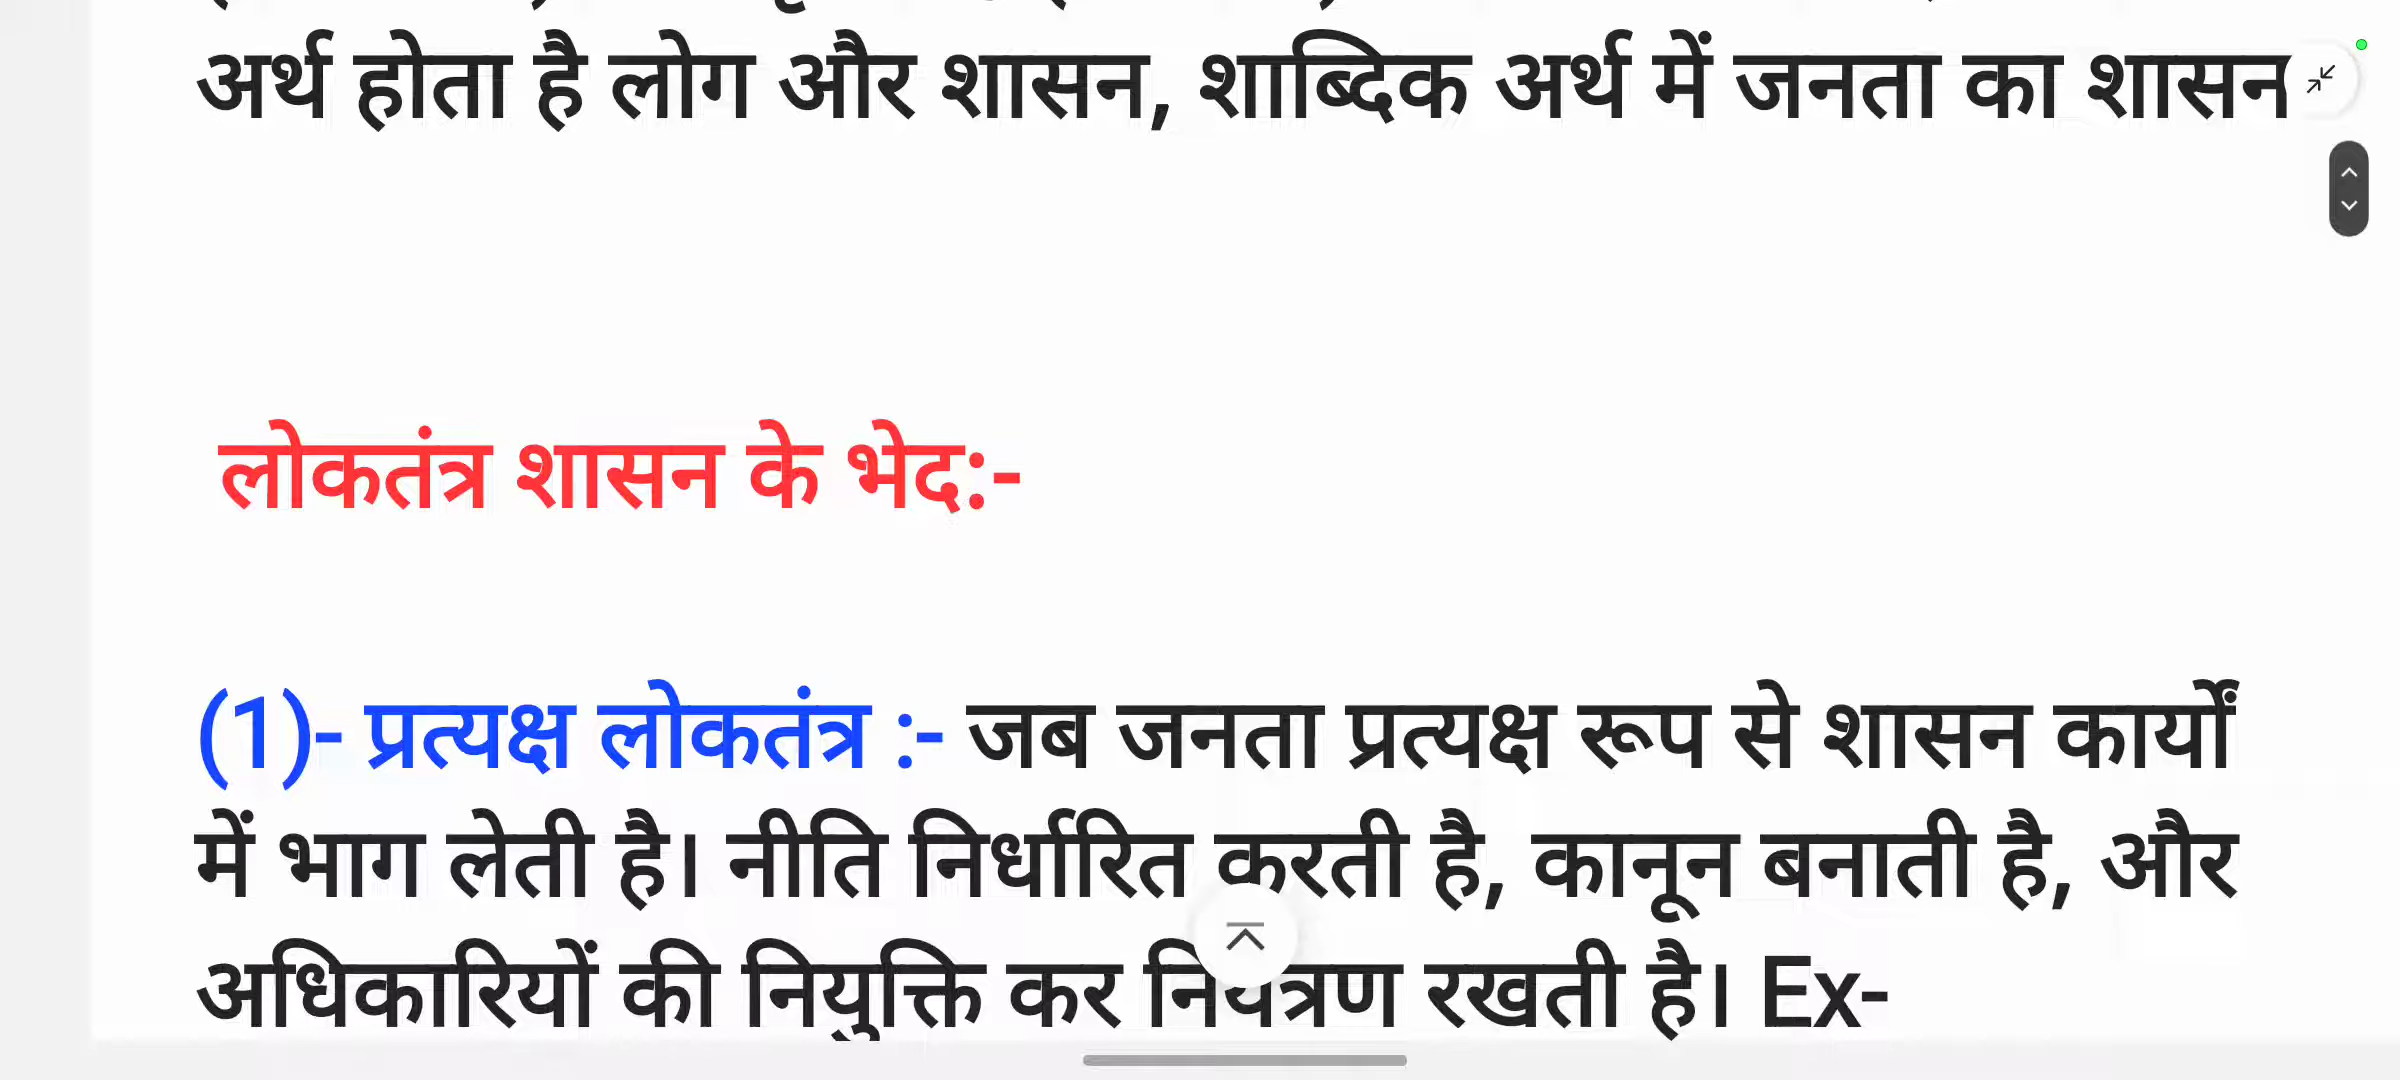 अर्थ होता है लोग और शासन, शाब्दिक अर्थ में जनता का शासन
लोकतंत्र शासन के भेद:-
(1)- प्रत्यक्ष लोकतंत्र :- जब जनता प्रत्यक्ष रूप से शासन कार्यों
में भाग लेती है। नीति निर्धारित करती है, कानून बनाती है, और
अधिकारियों की नियुक्ति कर नियंत्रण रखती है। Ex-